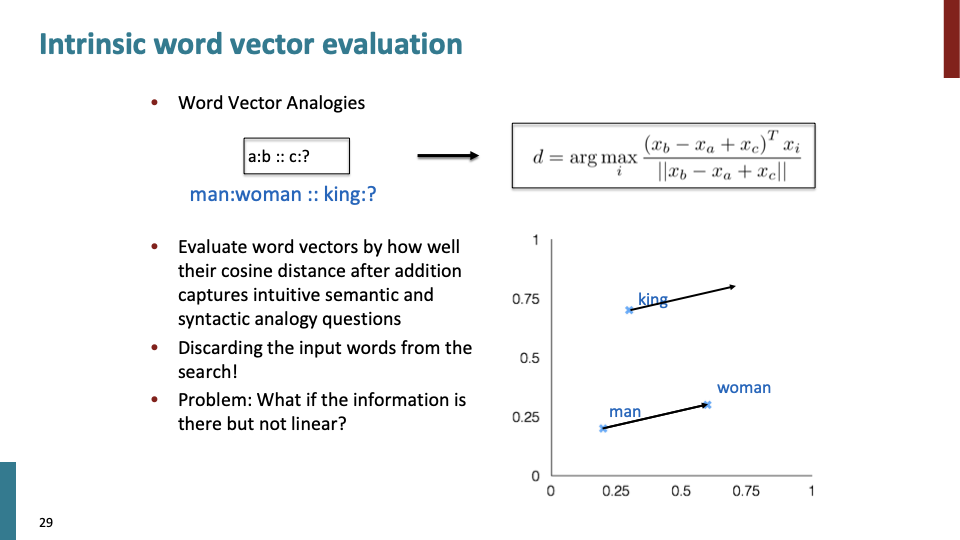 Intrinsic word vector evaluation
• Word Vector Analogies
a:b :: c:?
d = arg max_i (x_b − x_a + x_c)^T x_i / ||x_b − x_a + x_c||
man:woman :: king:?
• Evaluate word vectors by how well
their cosine distance after addition
captures intuitive semantic and
syntactic analogy questions
• Discarding the input words from the
search!
• Problem: What if the information is
there but not linear?
1
0.75
0.5
0.25
0
king
woman
man
0 0.25 0.5 0.75 1
29